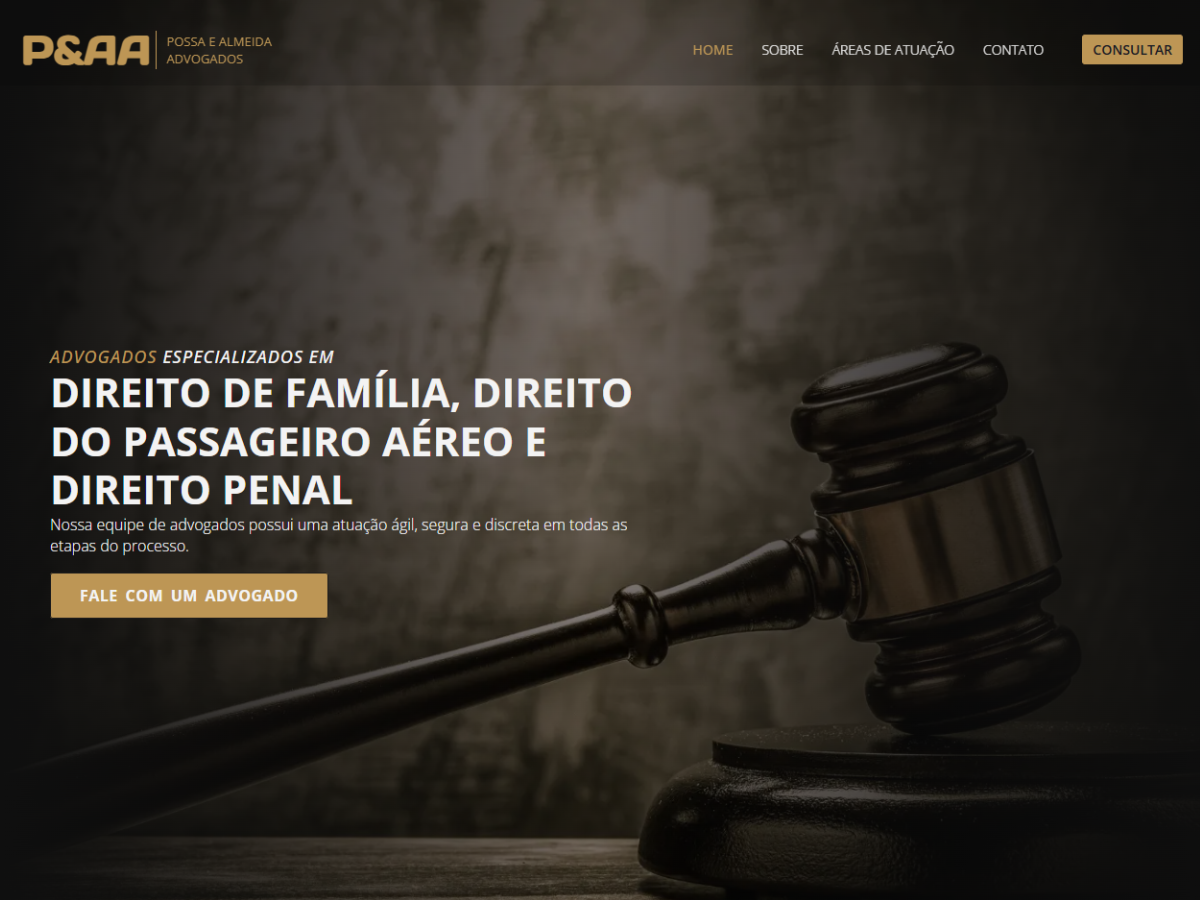 P&AA
POSSA E ALMEIDA
ADVOGADOS
HOME
SOBRE
ÁREAS DE ATUAÇÃO
CONTATO
CONSULTAR
ADVOGADOS ESPECIALIZADOS EM
DIREITO DE FAMÍLIA, DIREITO
DO PASSAGEIRO AÉREO E
DIREITO PENAL
Nossa equipe de advogados possui uma atuação ágil, segura e discreta em todas as
etapas do processo.
FALE COM UM ADVOGADO